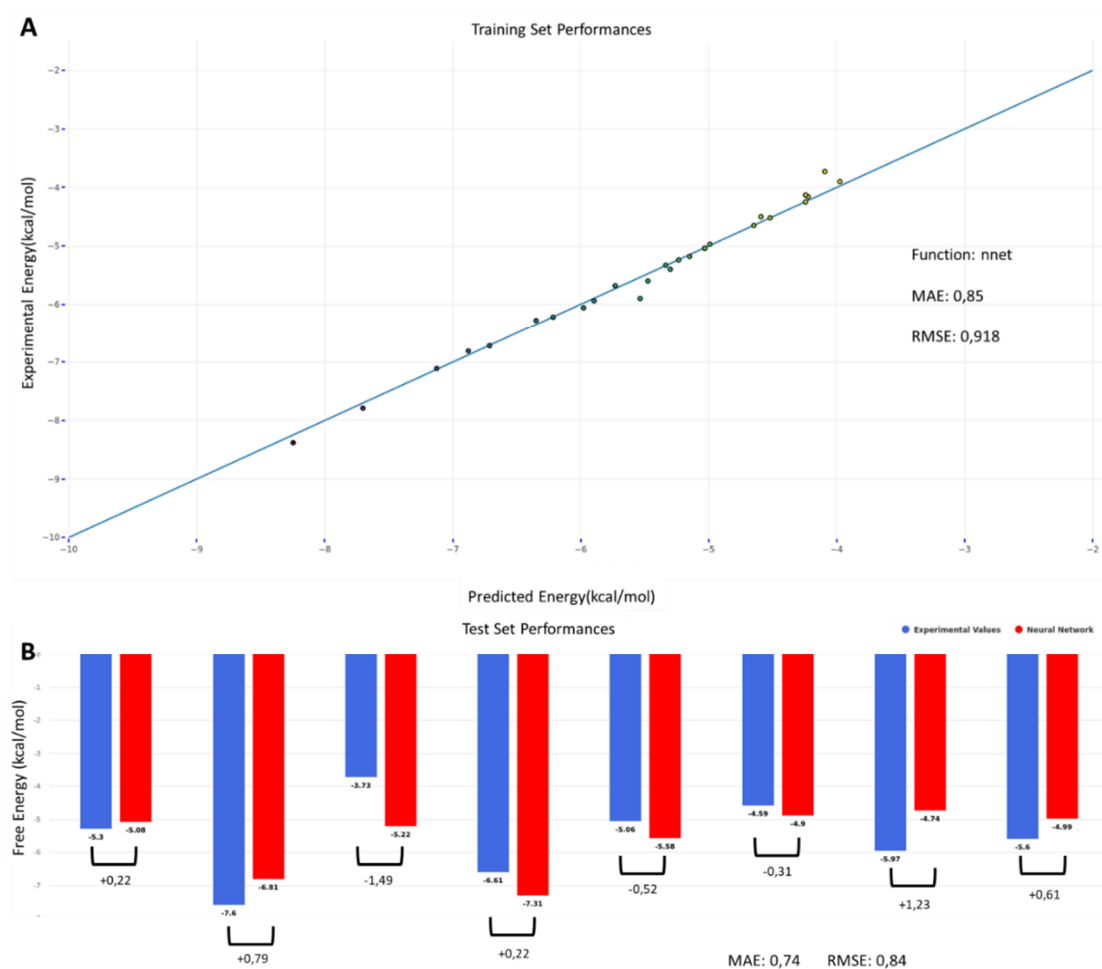 A
Training Set Performances
Experimental Energy(kcal/mol)
−2
−3
−4
−5
−6
−7
−8
−9
−10
Function: nnet
MAE: 0,85
RMSE: 0,918
−10 −9 −8 −7 −6 −5 −4 −3 −2
Predicted Energy(kcal/mol)
B
Test Set Performances
Experimental Values Neural Network
Free Energy (kcal/mol)
0
-1
-2
-3
-4
-5
-6
-7
-5.3 -5.08 -7.6 -6.81 -3.73 -5.22 -6.61 -7.31 -5.06 -5.58 -4.59 -4.9 -5.97 -4.74 -5.6 -4.99
+0,22 +0,79 -1,49 +0,22 -0,52 -0,31 +1,23 +0,61
MAE: 0,74 RMSE: 0,84